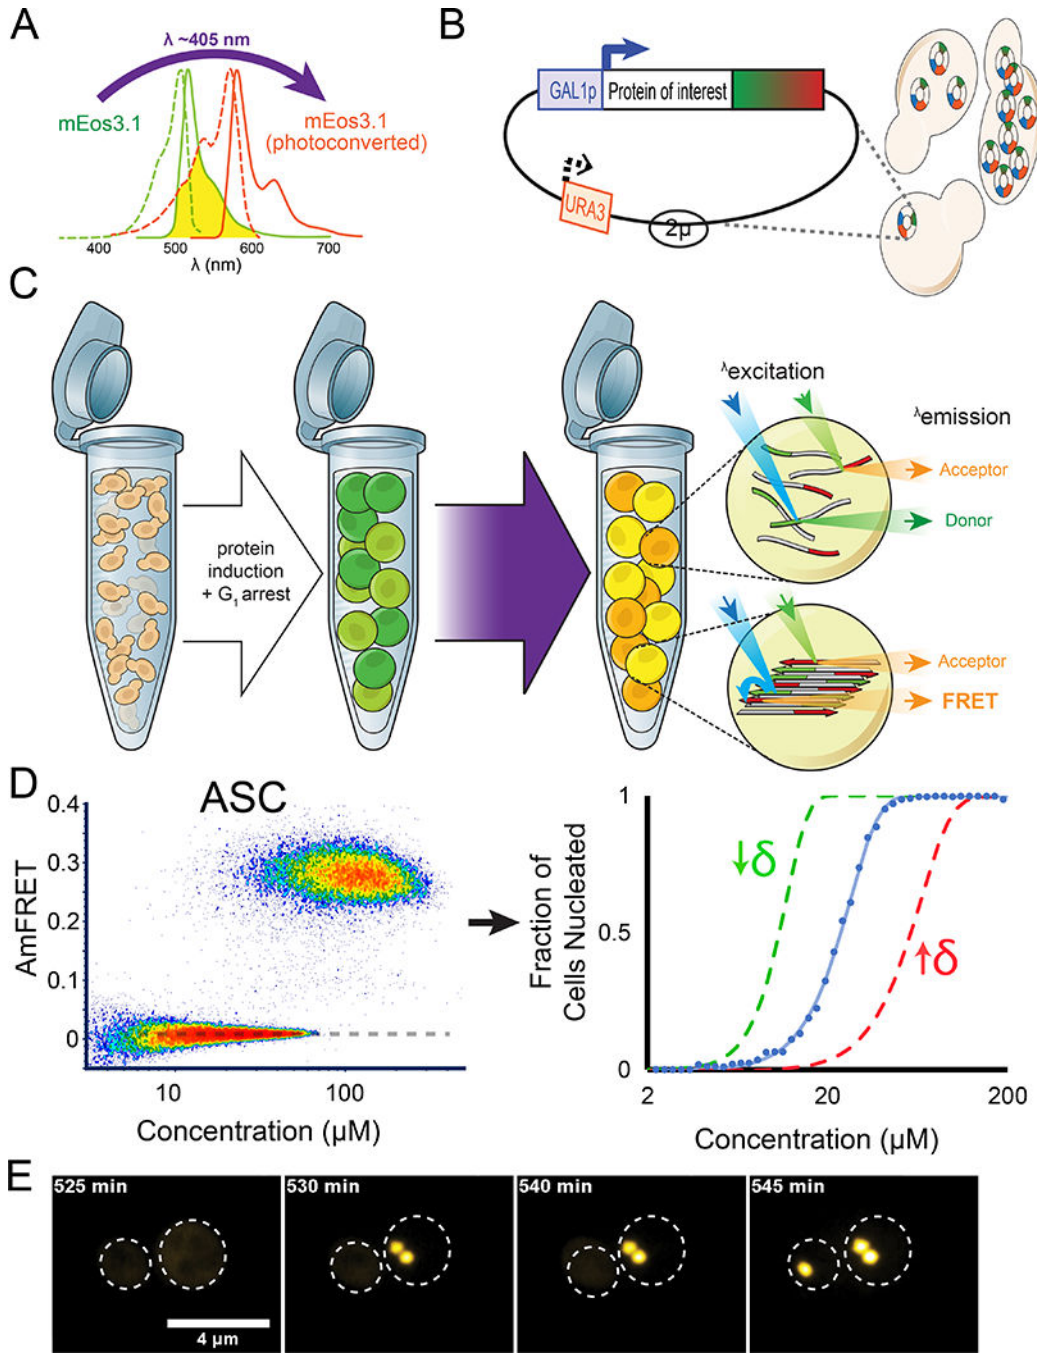 A
λ ~405 nm
mEos3.1
mEos3.1
(photoconverted)
400 500 600 700
λ (nm)
B
GAL1p
Protein of interest
URA3
2μ
C
protein
induction
+ G1 arrest
λexcitation
λemission
Acceptor
Donor
Acceptor
FRET
D
ASC
AmFRET
0.4
0.3
0.2
0.1
0
10 100
Concentration (μM)
Fraction of
Cells Nucleated
1
0.5
0
↓δ
↑δ
2 20 200
Concentration (μM)
E
525 min
530 min
540 min
545 min
4 μm